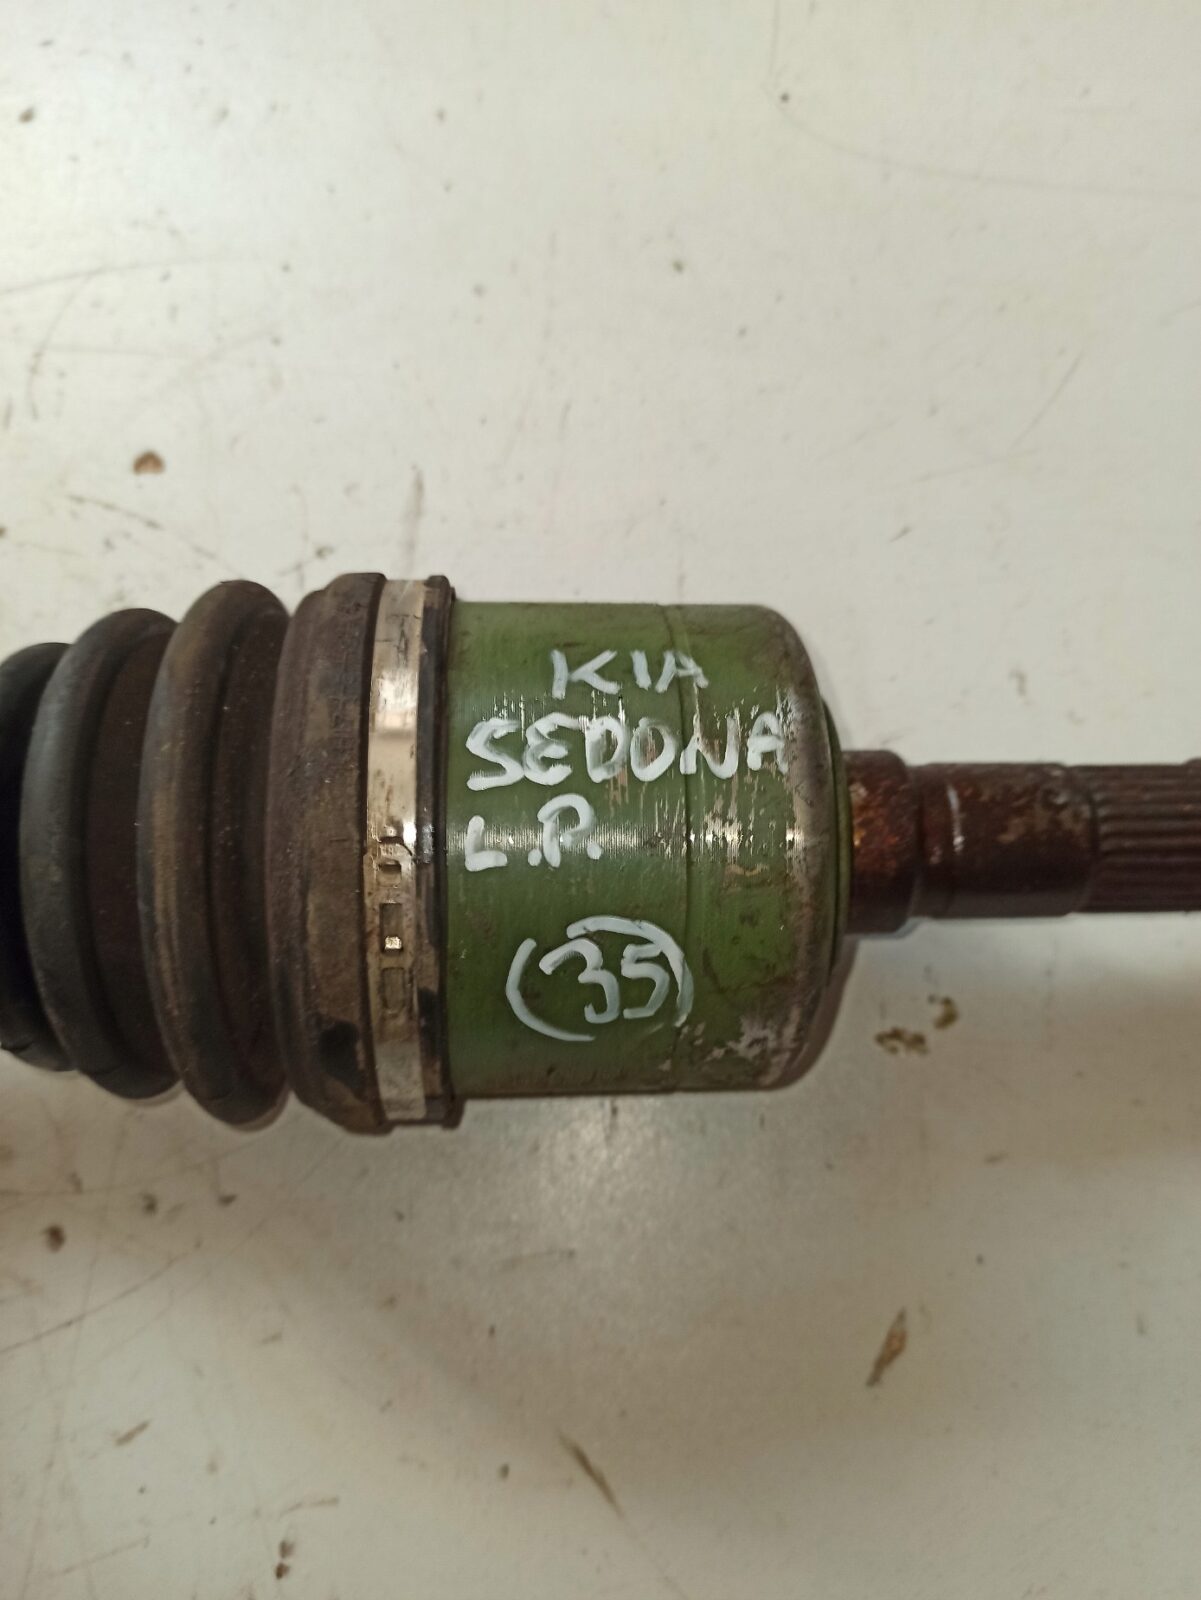 KIA
SEDONA
L.P.
(35)